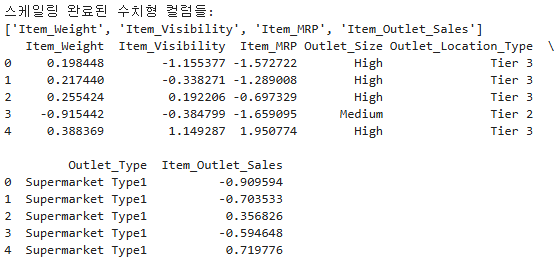 스케일링 완료된 수치형 컬럼들:
['Item_Weight', 'Item_Visibility', 'Item_MRP', 'Item_Outlet_Sales']
   Item_Weight  Item_Visibility  Item_MRP Outlet_Size Outlet_Location_Type  \
0     0.198448        -1.155377 -1.572722        High               Tier 3
1     0.217440        -0.338271 -1.289008        High               Tier 3
2     0.255424         0.192206 -0.697329        High               Tier 3
3    -0.915442        -0.384799 -1.659095      Medium               Tier 2
4     0.388369         1.149287  1.950774        High               Tier 3
         Outlet_Type  Item_Outlet_Sales
0  Supermarket Type1          -0.909594
1  Supermarket Type1          -0.703533
2  Supermarket Type1           0.356826
3  Supermarket Type1          -0.594648
4  Supermarket Type1           0.719776